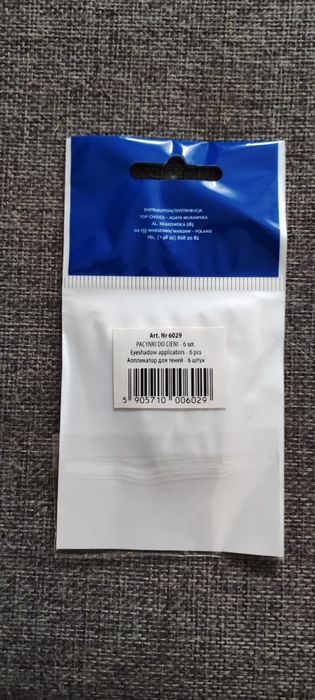 DISTRIBUTION/DYSTRYBUCJA
TOP CHOICE - AGATA MURAWSKA
AL. KRAKOWSKA 285
02-133 WARSZAWA/WARSAW - POLAND
TEL. (+48 22) 868 20 82
Art. Nr 6029
PACYNKI DO CIENI - 6 szt.
Eyeshadow applicators - 6 pcs
Аппликатор для теней - 6 штук
5 905710 006029